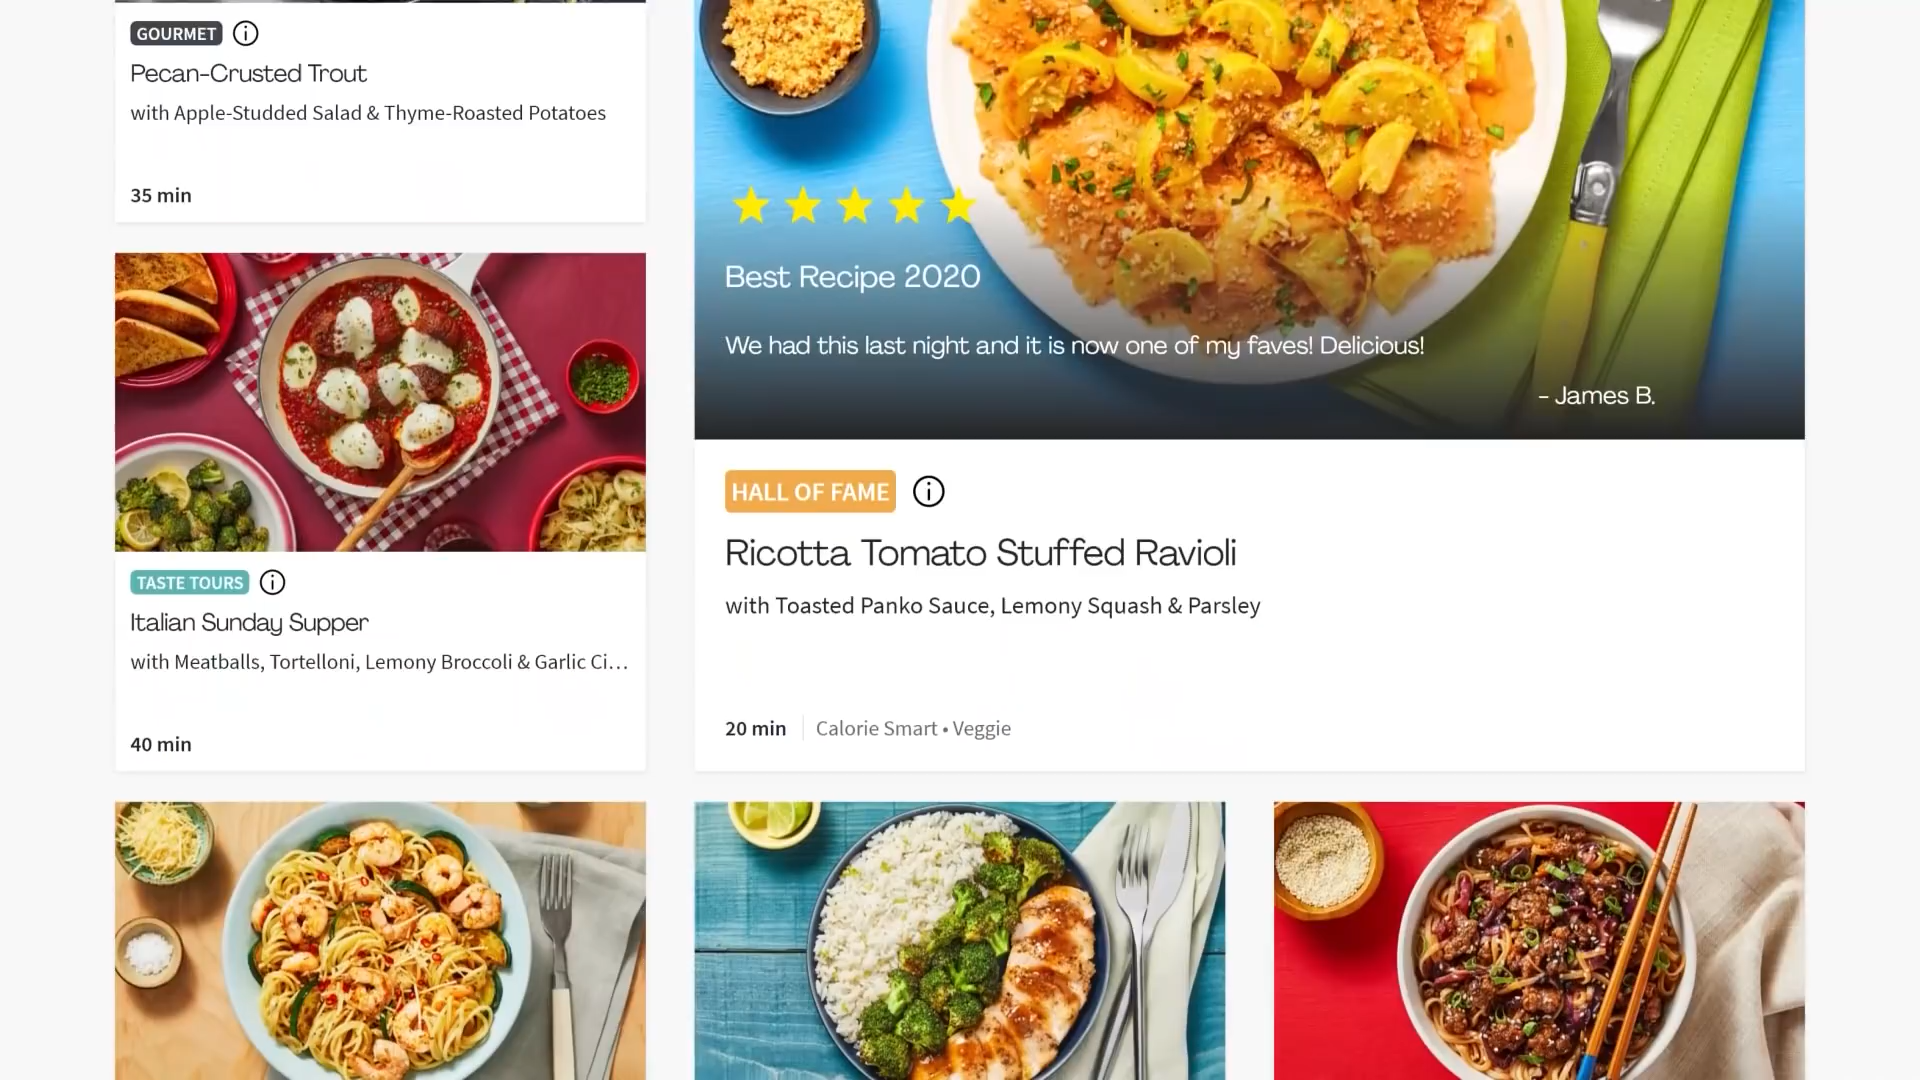 GOURMET
Pecan-Crusted Trout
with Apple-Studded Salad & Thyme-Roasted Potatoes
35 min
TASTE TOURS
Italian Sunday Supper
with Meatballs, Tortelloni, Lemony Broccoli & Garlic Ci...
40 min
Best Recipe 2020
We had this last night and it is now one of my faves! Delicious!
- James B.
HALL OF FAME
Ricotta Tomato Stuffed Ravioli
with Toasted Panko Sauce, Lemony Squash & Parsley
20 min
Calorie Smart • Veggie